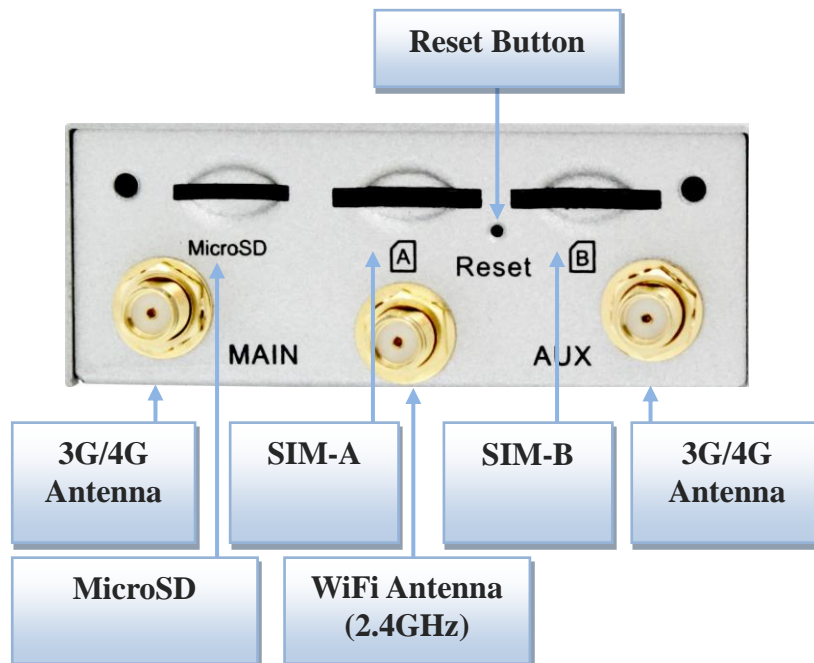 Reset Button
MicroSD
A
Reset
B
MAIN
AUX
3G/4G
Antenna
SIM-A
SIM-B
3G/4G
Antenna
MicroSD
WiFi Antenna
(2.4GHz)